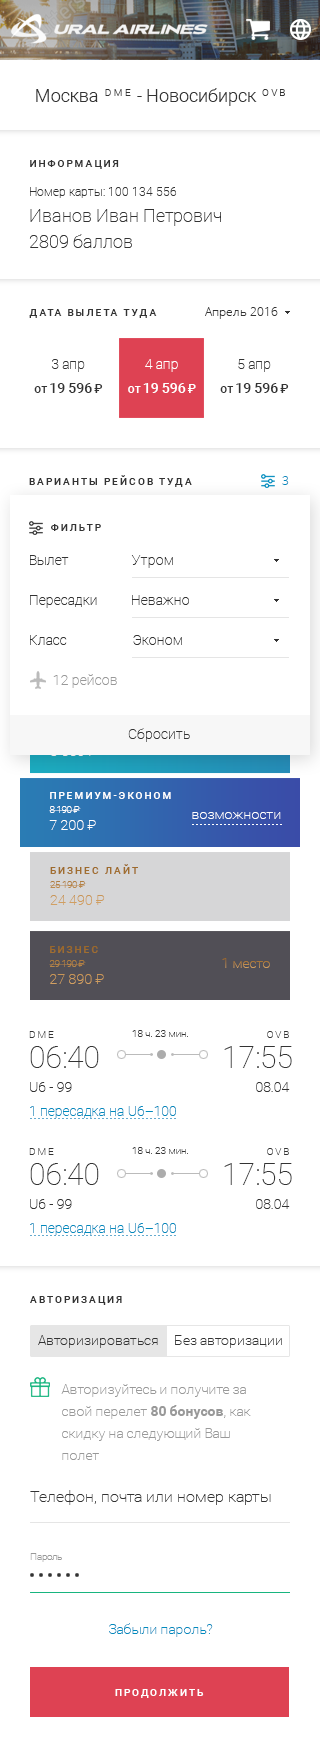 URAL AIRLINES
Москва DME - Новосибирск OVB
ИНФОРМАЦИЯ
Номер карты: 100 134 556
Иванов Иван Петрович
2809 баллов
ДАТА ВЫЛЕТА ТУДА
Апрель 2016
3 апр
4 апр
5 апр
от 19 596 ₽
от 19 596 ₽
от 19 596 ₽
ВАРИАНТЫ РЕЙСОВ ТУДА
3
ФИЛЬТР
Вылет Утром
Пересадки Неважно
Класс Эконом
12 рейсов
Сбросить
ПРЕМИУМ-ЭКОНОМ
8 190 ₽
7 200 ₽
возможности
БИЗНЕС ЛАЙТ
25 190 ₽
24 490 ₽
БИЗНЕС
29 190 ₽
27 890 ₽
1 место
DME 18 ч. 23 мин. OVB
06:40 17:55
U6 - 99 08.04
1 пересадка на U6–100
DME 18 ч. 23 мин. OVB
06:40 17:55
U6 - 99 08.04
1 пересадка на U6–100
АВТОРИЗАЦИЯ
Авторизироваться Без авторизации
Авторизуйтесь и получите за
свой перелет 80 бонусов, как
скидку на следующий Ваш
полет
Телефон, почта или номер карты
Пароль
Забыли пароль?
ПРОДОЛЖИТЬ